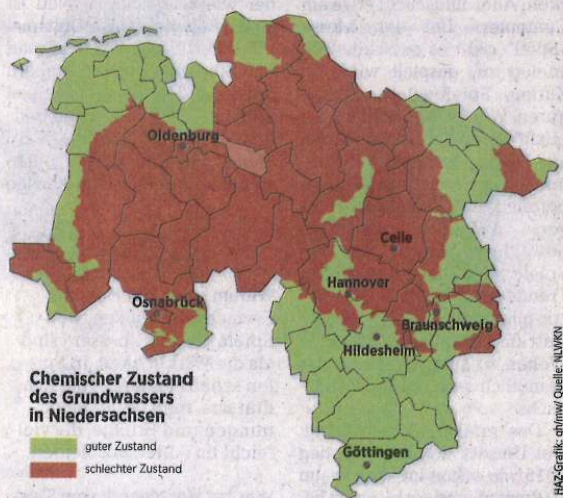 Oldenburg
Celle
Hannover
Osnabrück
Braunschweig
Hildesheim
Göttingen
Chemischer Zustand
des Grundwassers
in Niedersachsen
guter Zustand
schlechter Zustand
HAZ-Grafik: gh/mw/ Quelle: NLWKN